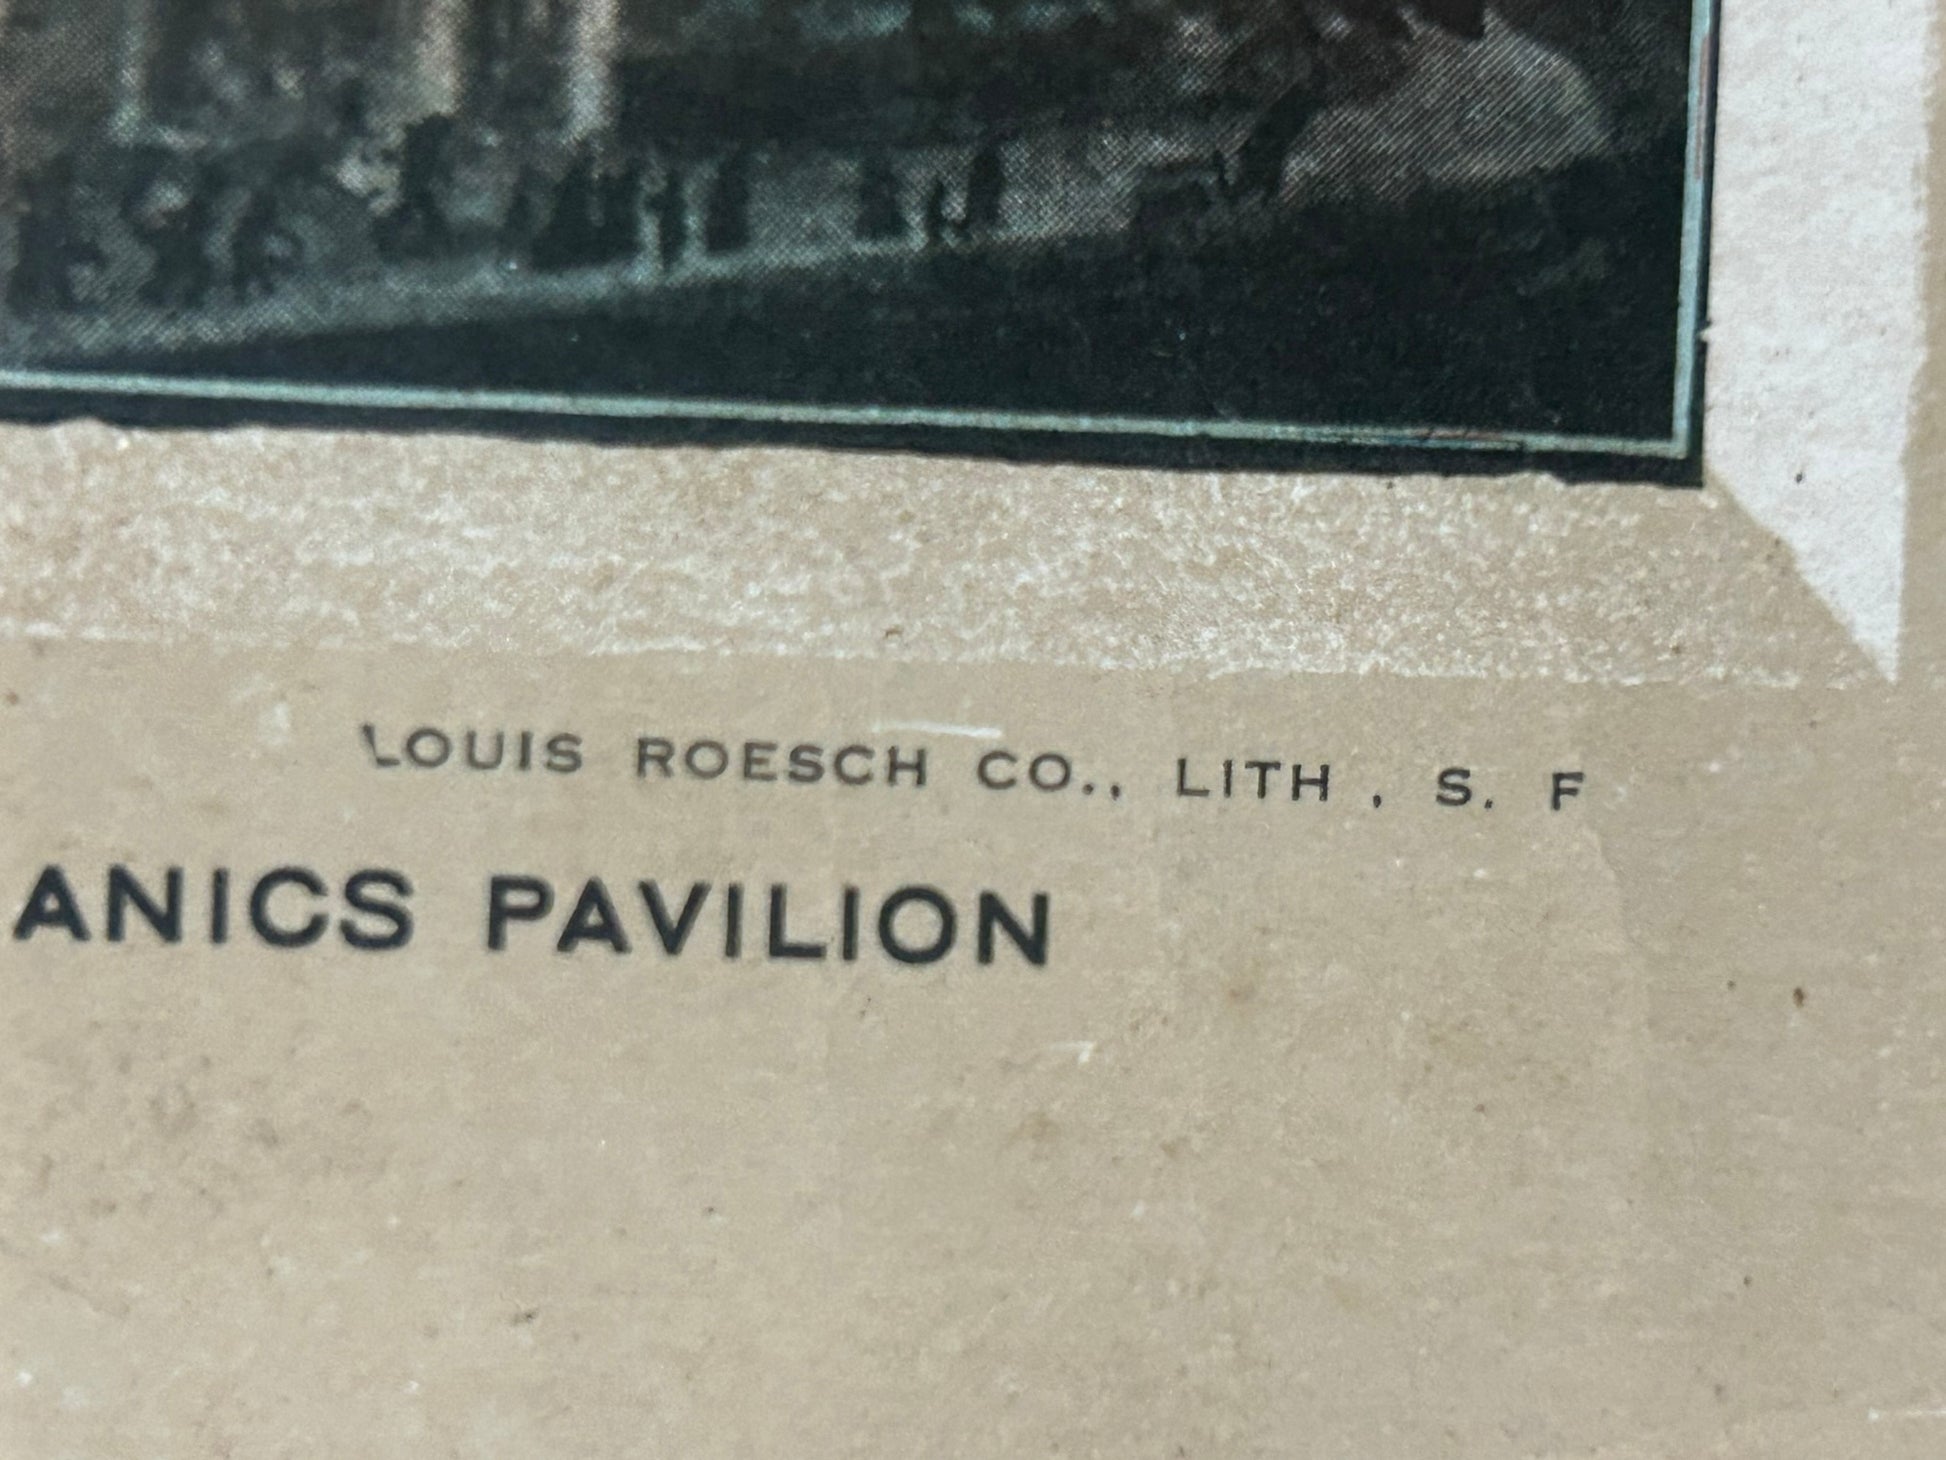 LOUIS ROESCH CO., LITH , S. F
ANICS PAVILION